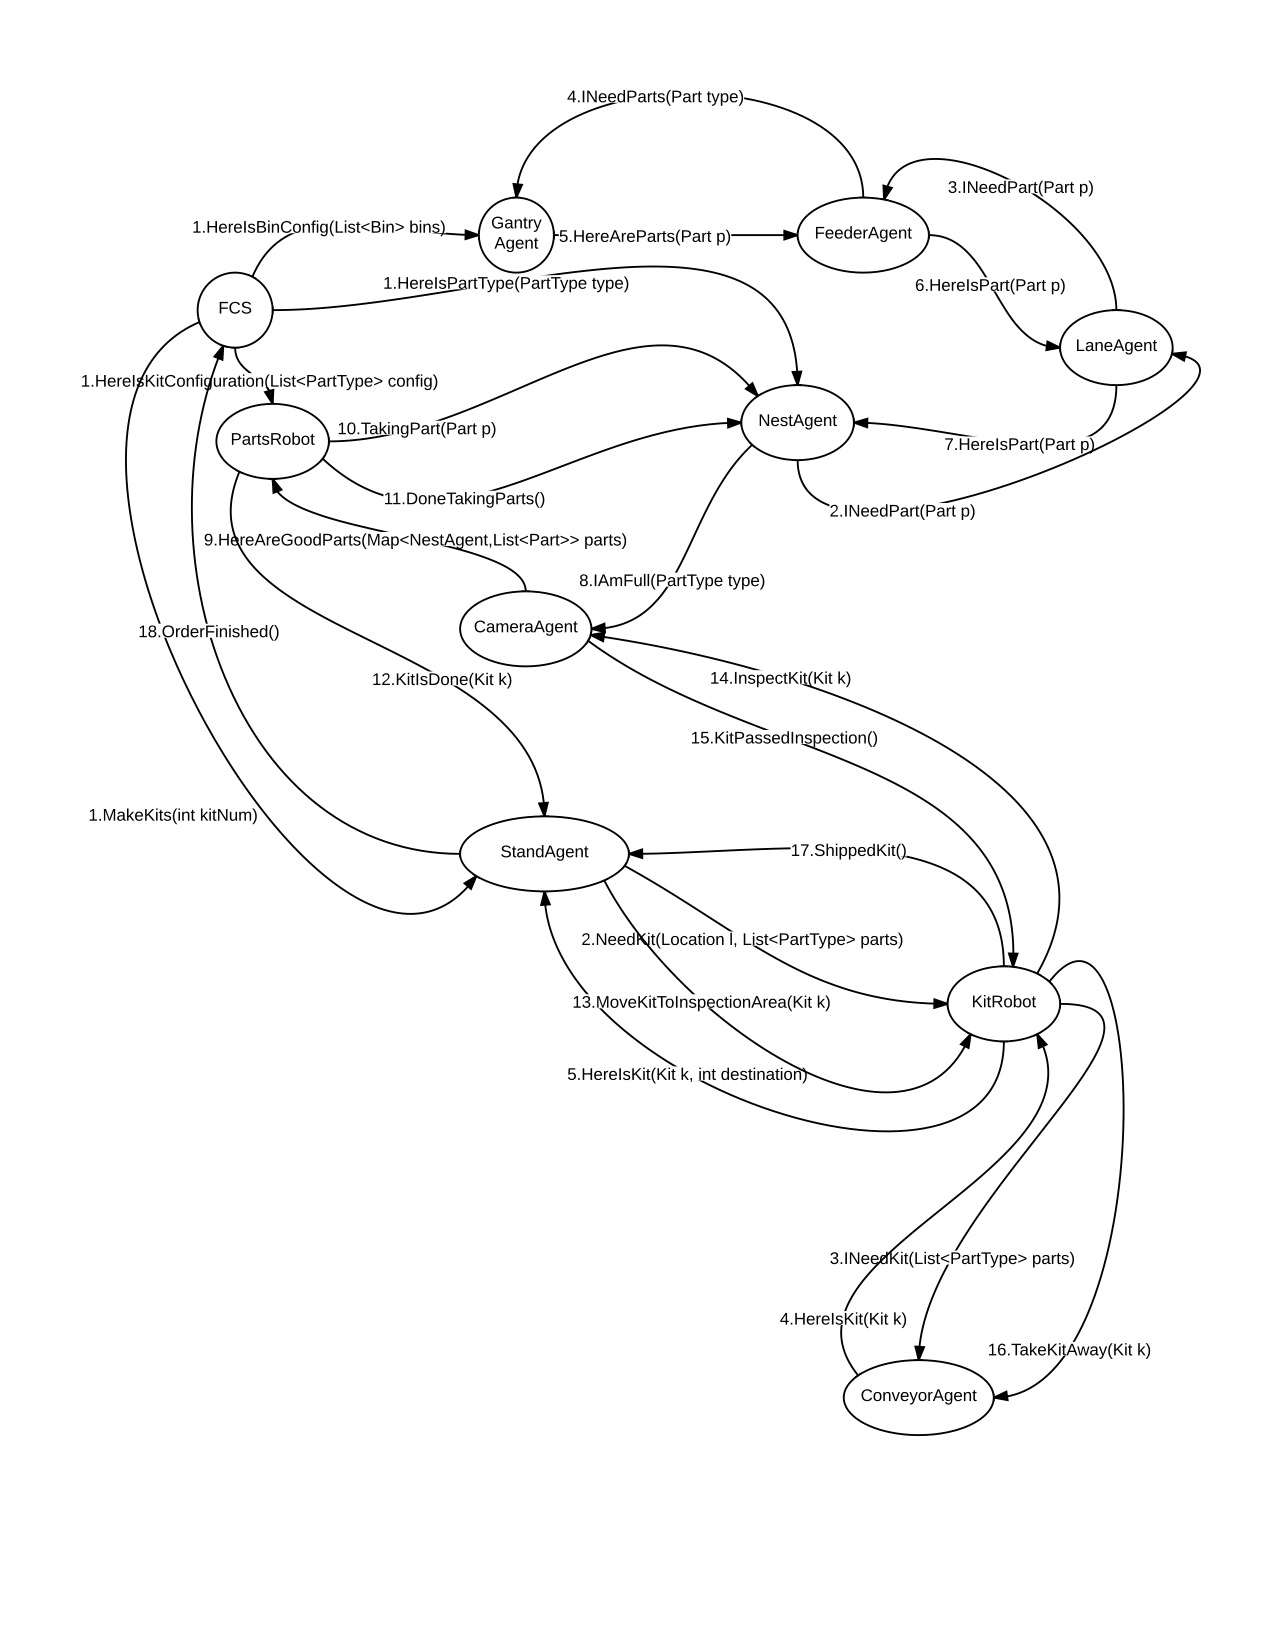 4.INeedParts(Part type)
3.INeedPart(Part p)
1.HereIsBinConfig(List<Bin> bins)
Gantry
Agent
5.HereAreParts(Part p)
FeederAgent
1.HereIsPartType(PartType type)
6.HereIsPart(Part p)
FCS
LaneAgent
1.HereIsKitConfiguration(List<PartType> config)
PartsRobot
10.TakingPart(Part p)
NestAgent
7.HereIsPart(Part p)
11.DoneTakingParts()
2.INeedPart(Part p)
9.HereAreGoodParts(Map<NestAgent,List<Part>> parts)
8.IAmFull(PartType type)
CameraAgent
18.OrderFinished()
12.KitIsDone(Kit k)
14.InspectKit(Kit k)
15.KitPassedInspection()
1.MakeKits(int kitNum)
StandAgent
17.ShippedKit()
2.NeedKit(Location l, List<PartType> parts)
13.MoveKitToInspectionArea(Kit k)
KitRobot
5.HereIsKit(Kit k, int destination)
3.INeedKit(List<PartType> parts)
4.HereIsKit(Kit k)
16.TakeKitAway(Kit k)
ConveyorAgent